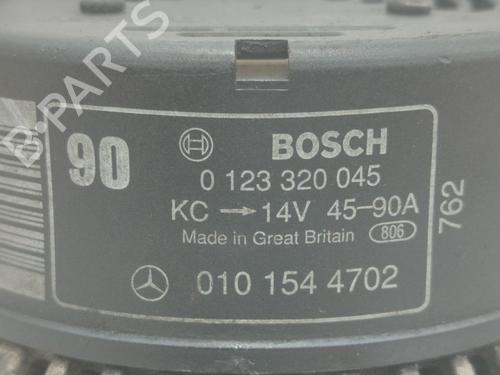 B-PARTS
90
BOSCH
0 123 320 045
KC → 14V 45-90A
Made in Great Britain 806
762
010 154 4702